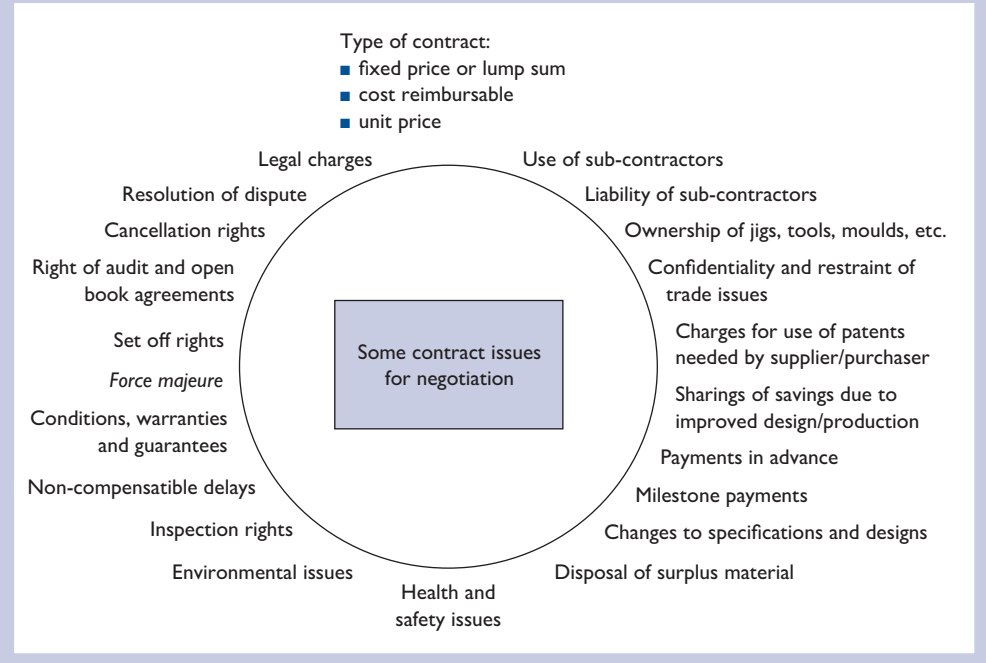 Type of contract:
■ fixed price or lump sum
■ cost reimbursable
■ unit price
Use of sub-contractors
Liability of sub-contractors
Ownership of jigs, tools, moulds, etc.
Confidentiality and restraint of
trade issues
Charges for use of patents
needed by supplier/purchaser
Sharings of savings due to
improved design/production
Payments in advance
Milestone payments
Changes to specifications and designs
Disposal of surplus material
Health and
safety issues
Environmental issues
Inspection rights
Non-compensatible delays
Conditions, warranties
and guarantees
Force majeure
Set off rights
Right of audit and open
book agreements
Cancellation rights
Resolution of dispute
Legal charges
Some contract issues
for negotiation